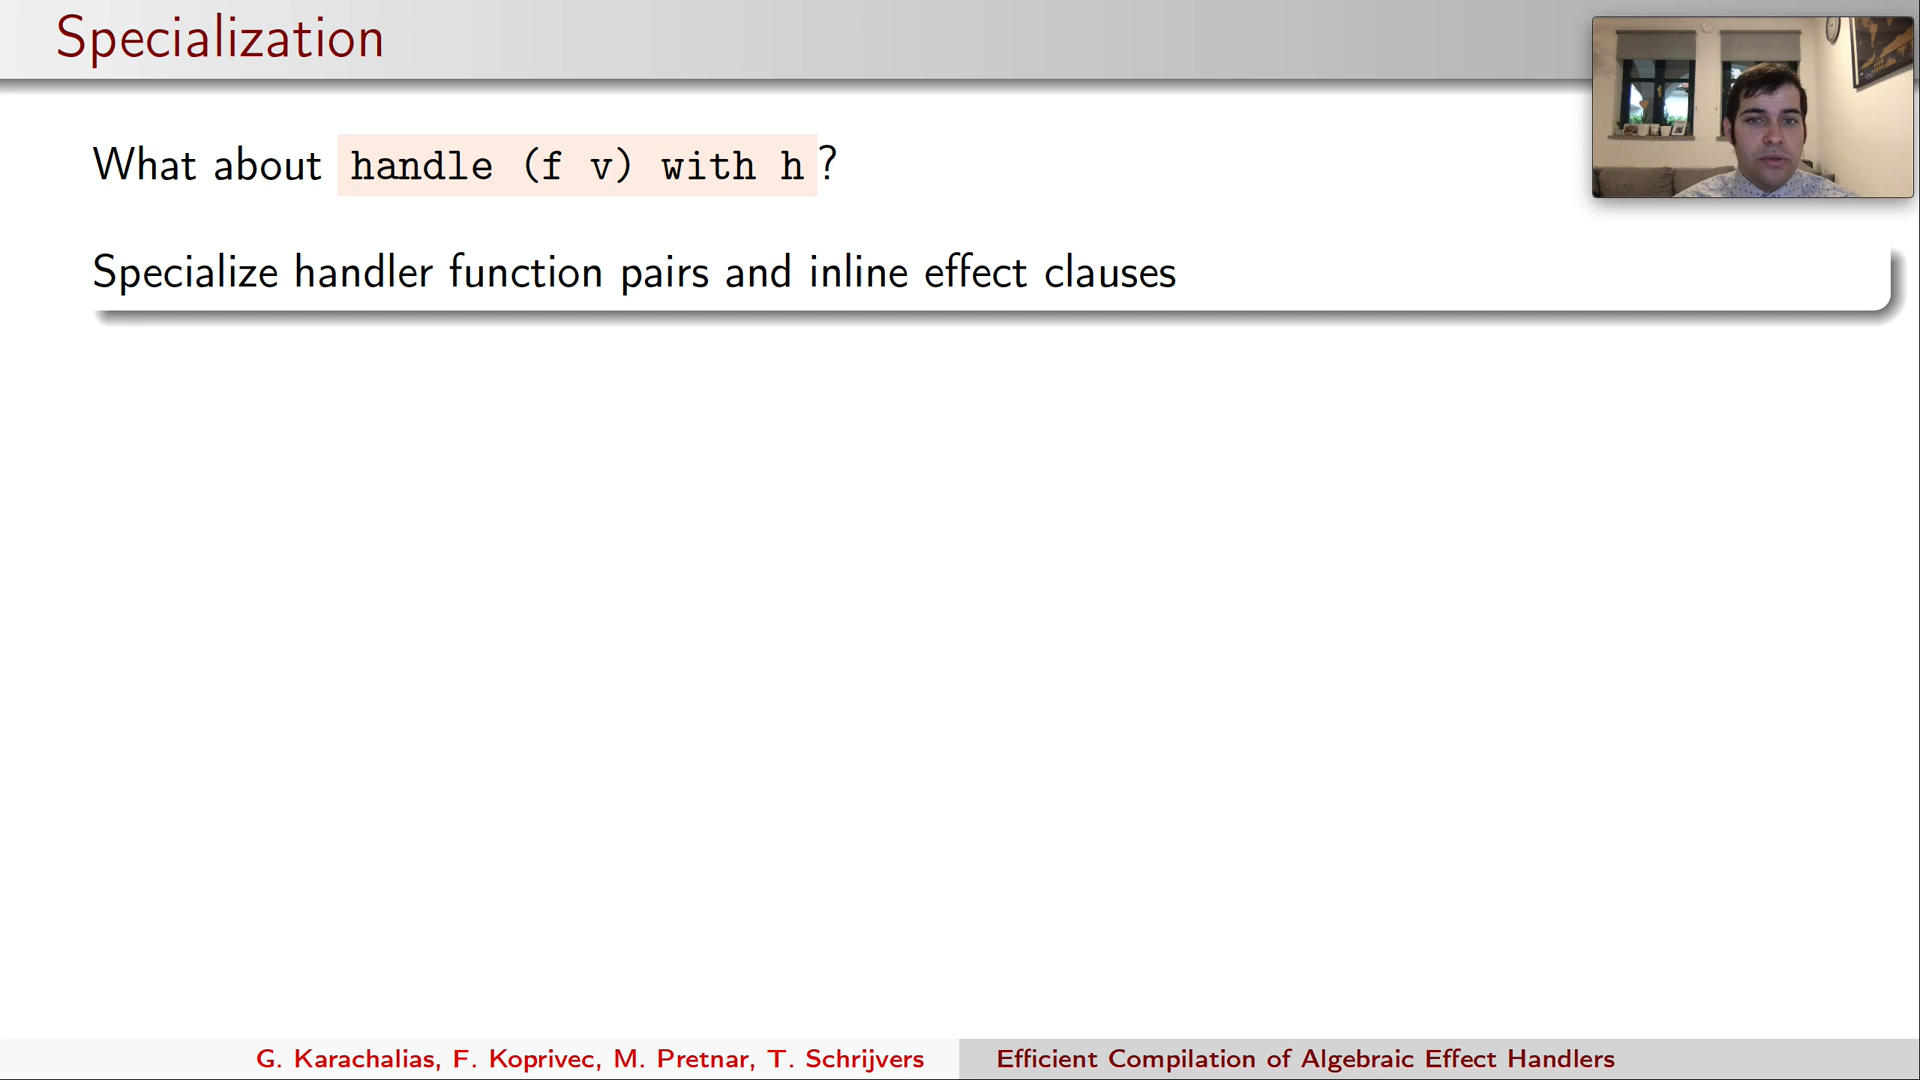 Specialization
What about handle (f v) with h?
Specialize handler function pairs and inline effect clauses
G. Karachalias, F. Koprivec, M. Pretnar, T. Schrijvers
Efficient Compilation of Algebraic Effect Handlers